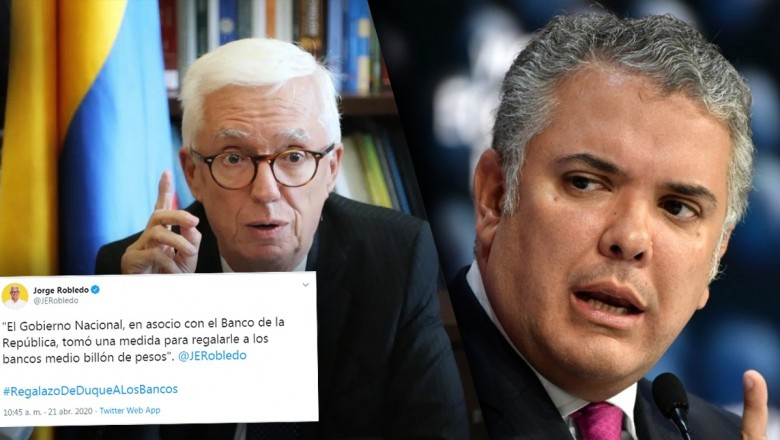 Jorge Robledo
@JERobledo
"El Gobierno Nacional, en asocio con el Banco de la
República, tomó una medida para regalarle a los
bancos medio billón de pesos". @JERobledo
#RegalazoDeDuqueALosBancos
10:45 a. m. · 21 abr. 2020 · Twitter Web App